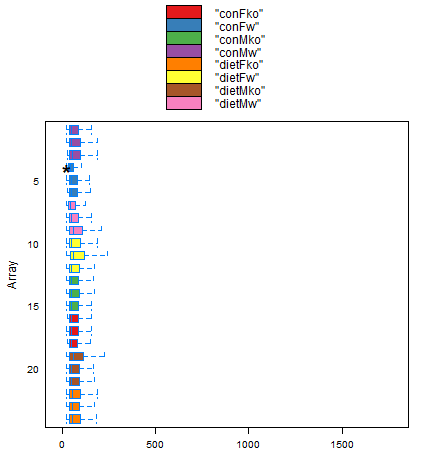 "conFko"
"conFw"
"conMko"
"conMw"
"dietFko"
"dietFw"
"dietMko"
"dietMw"
*
5
10
15
20
Array
0 500 1000 1500